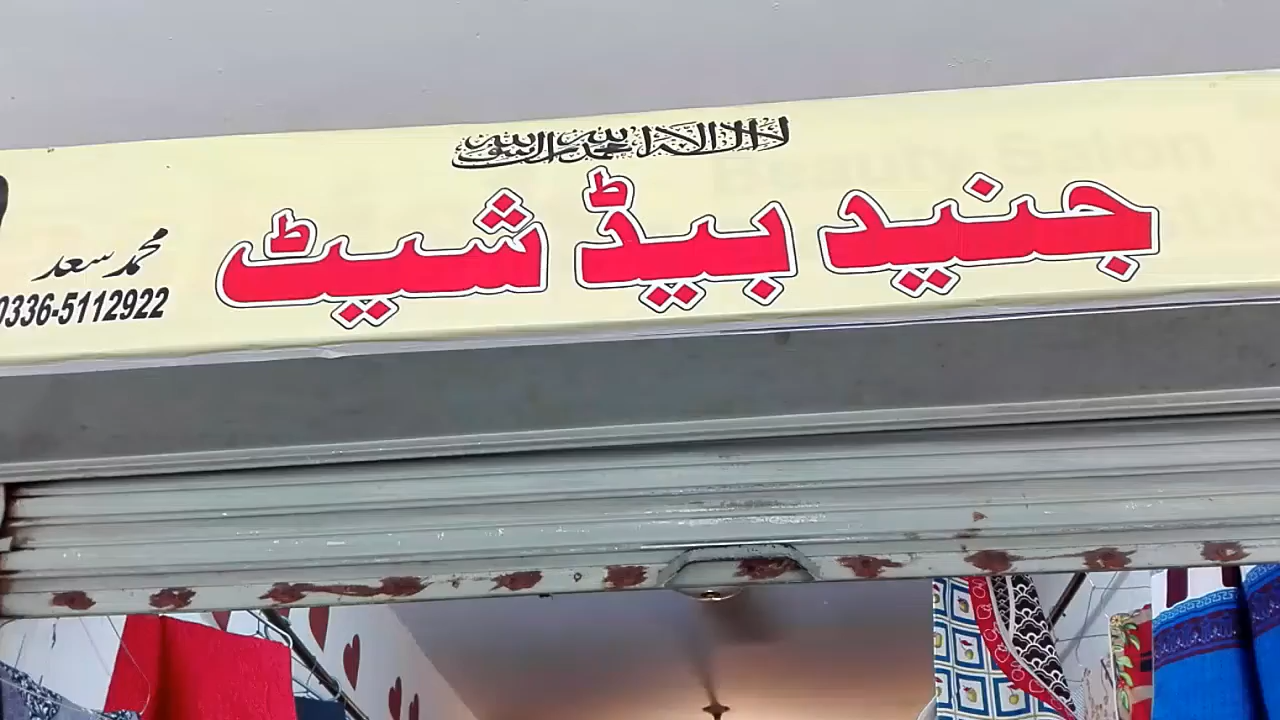 لا الہ الا اللہ محمد رسول اللہ
جنید بیڈ شیٹ
محمد سعد
0336-5112922